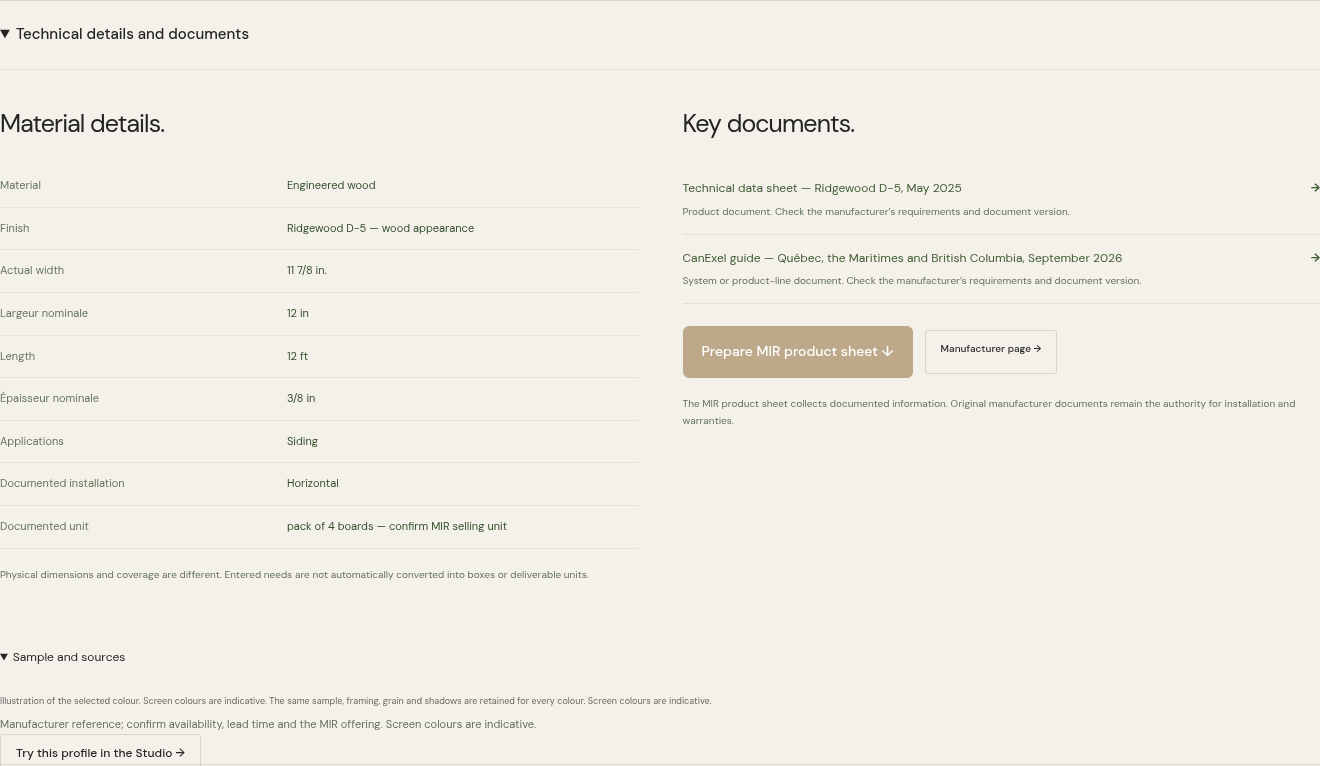 ▼ Technical details and documents
Material details.
Material Engineered wood
Finish Ridgewood D-5 — wood appearance
Actual width 11 7/8 in.
Largeur nominale 12 in
Length 12 ft
Épaisseur nominale 3/8 in
Applications Siding
Documented installation Horizontal
Documented unit pack of 4 boards — confirm MIR selling unit
Physical dimensions and coverage are different. Entered needs are not automatically converted into boxes or deliverable units.
Key documents.
Technical data sheet — Ridgewood D-5, May 2025 →
Product document. Check the manufacturer's requirements and document version.
CanExel guide — Québec, the Maritimes and British Columbia, September 2026 →
System or product-line document. Check the manufacturer's requirements and document version.
Prepare MIR product sheet ↓
Manufacturer page →
The MIR product sheet collects documented information. Original manufacturer documents remain the authority for installation and
warranties.
▼ Sample and sources
Illustration of the selected colour. Screen colours are indicative. The same sample, framing, grain and shadows are retained for every colour. Screen colours are indicative.
Manufacturer reference; confirm availability, lead time and the MIR offering. Screen colours are indicative.
Try this profile in the Studio →